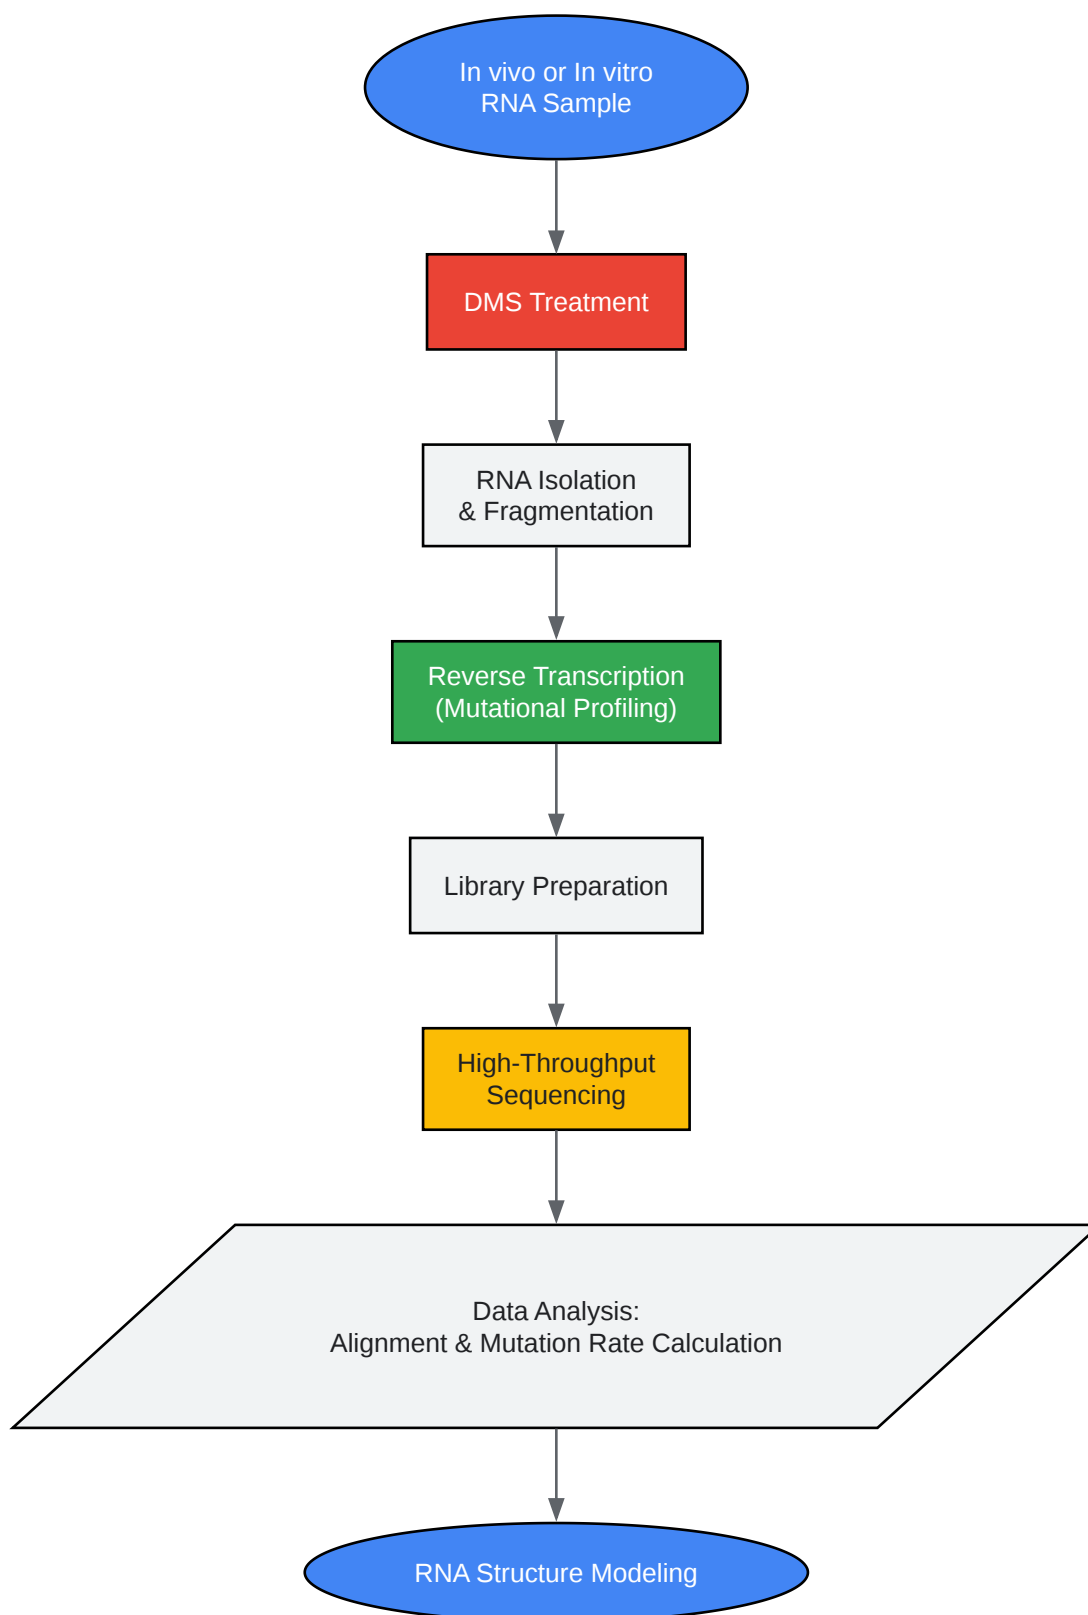 In vivo or In vitro
RNA Sample
DMS Treatment
RNA Isolation
& Fragmentation
Reverse Transcription
(Mutational Profiling)
Library Preparation
High-Throughput
Sequencing
Data Analysis:
Alignment & Mutation Rate Calculation
RNA Structure Modeling